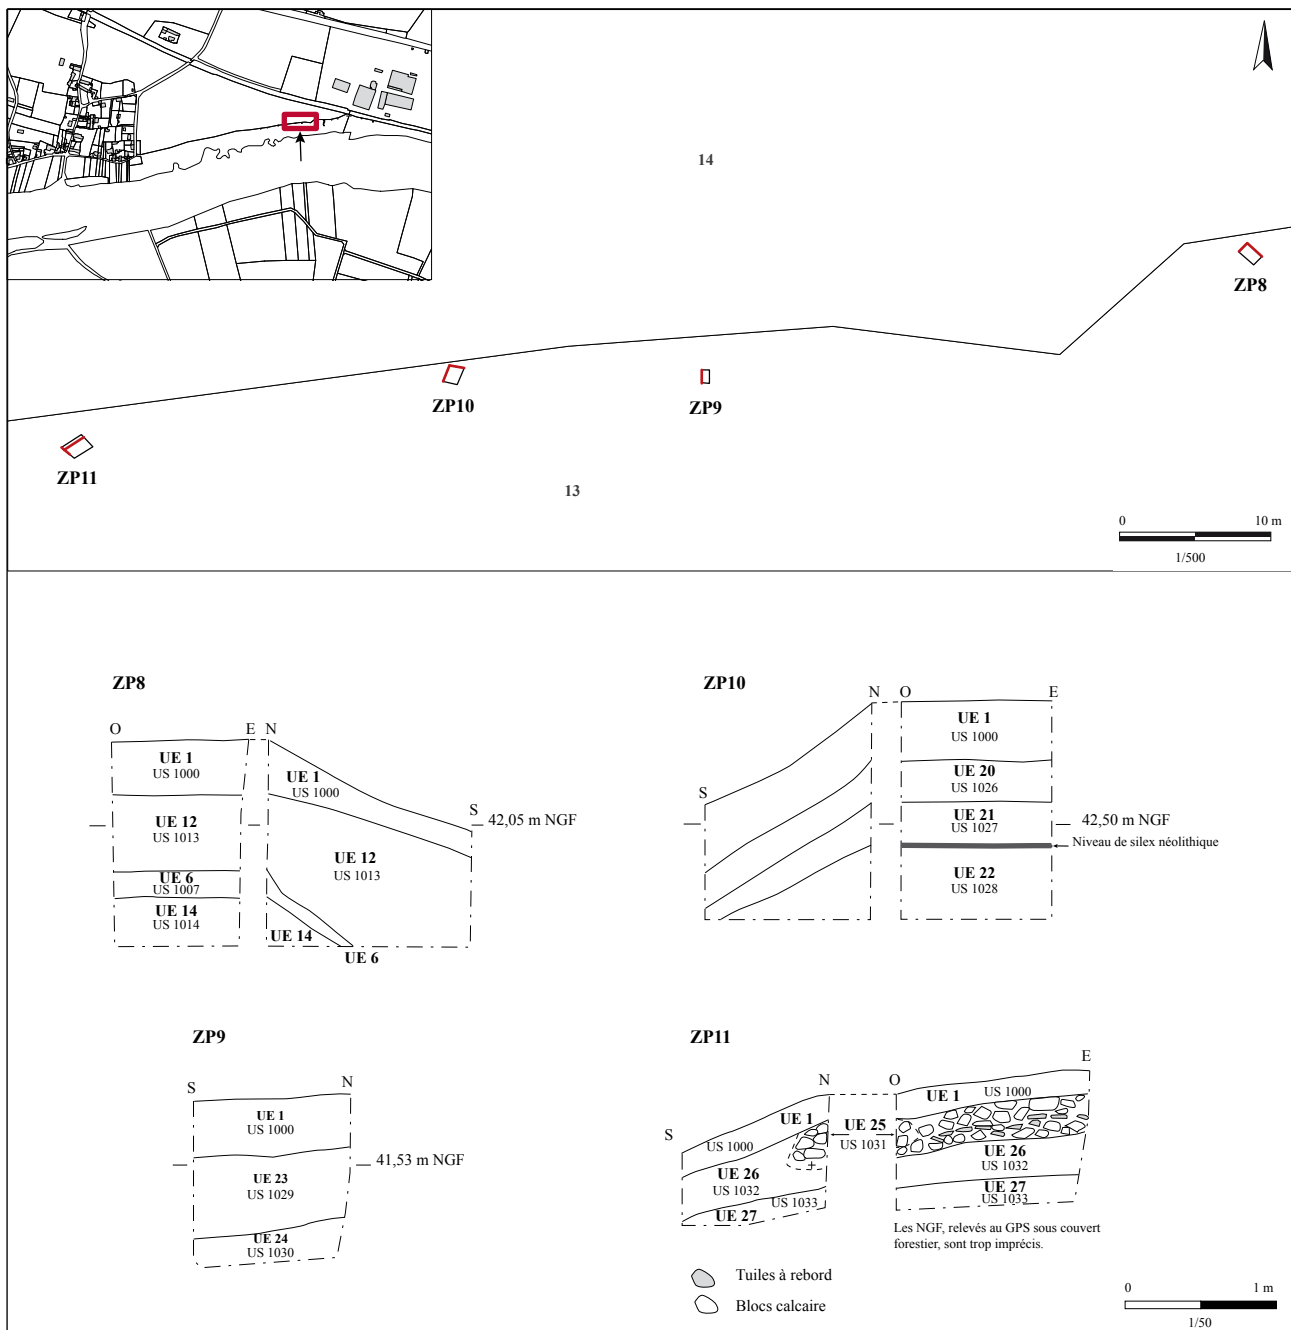 14
ZP8
ZP10
ZP9
ZP11
13
0 10 m
1/500
ZP8
O E N
UE 1
US 1000
UE 1
US 1000
S
42,05 m NGF
UE 12
US 1013
UE 12
US 1013
UE 6
US 1007
UE 14
US 1014
UE 14
UE 6
ZP10
N O E
UE 1
US 1000
S
UE 20
US 1026
UE 21
US 1027
42,50 m NGF
Niveau de silex néolithique
UE 22
US 1028
ZP9
S N
UE 1
US 1000
41,53 m NGF
UE 23
US 1029
UE 24
US 1030
ZP11
E
N O
UE 1
US 1000
UE 1
S
US 1000
UE 25
US 1031
UE 26
US 1032
UE 26
US 1032
UE 27
US 1033
UE 27
US 1033
Les NGF, relevés au GPS sous couvert
forestier, sont trop imprécis.
Tuiles à rebord
Blocs calcaire
0 1 m
1/50